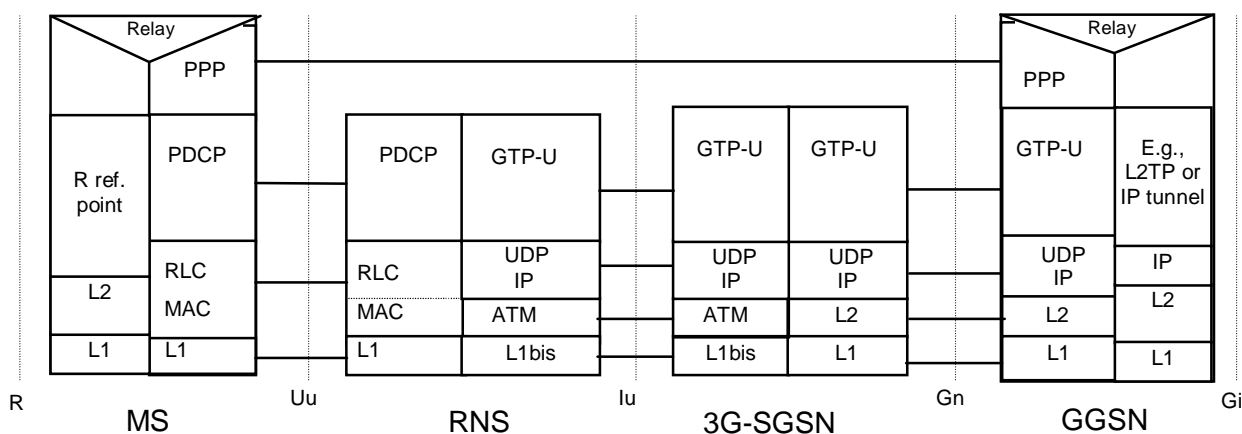 Relay
Relay
PPP
PPP
PDCP
PDCP
GTP-U
GTP-U
GTP-U
GTP-U
E.g.,
L2TP or
IP tunnel
R ref.
point
RLC
MAC
RLC
MAC
UDP
IP
UDP
IP
UDP
IP
UDP
IP
IP
L2
ATM
ATM
L2
L2
L2
L1
L1
L1
L1bis
L1bis
L1
L1
L1
R
Uu
Iu
Gn
Gi
MS
RNS
3G-SGSN
GGSN